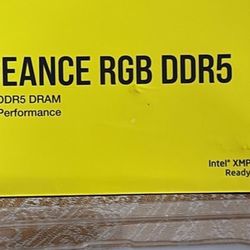 EANCE RGB DDR5
DDR5 DRAM
Performance
Intel® XMP
Ready